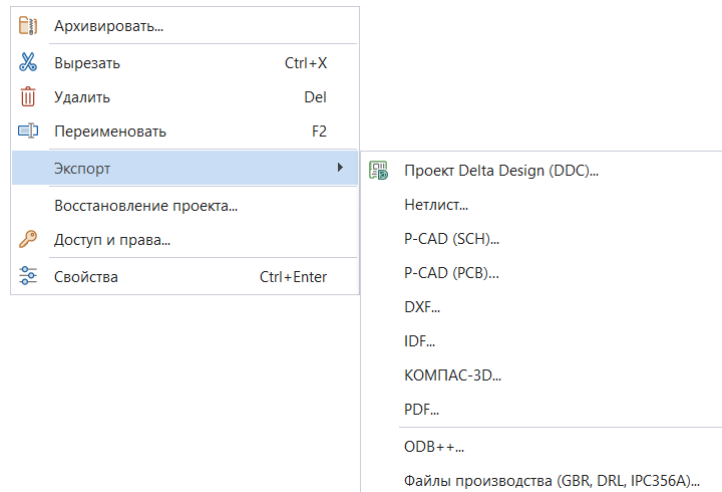 Архивировать...
Вырезать Ctrl+X
Удалить Del
Переименовать F2
Экспорт
Восстановление проекта...
Доступ и права...
Свойства Ctrl+Enter
Проект Delta Design (DDC)...
Нетлист...
P-CAD (SCH)...
P-CAD (PCB)...
DXF...
IDF...
КОМПАС-3D...
PDF...
ODB++...
Файлы производства (GBR, DRL, IPC356A)...